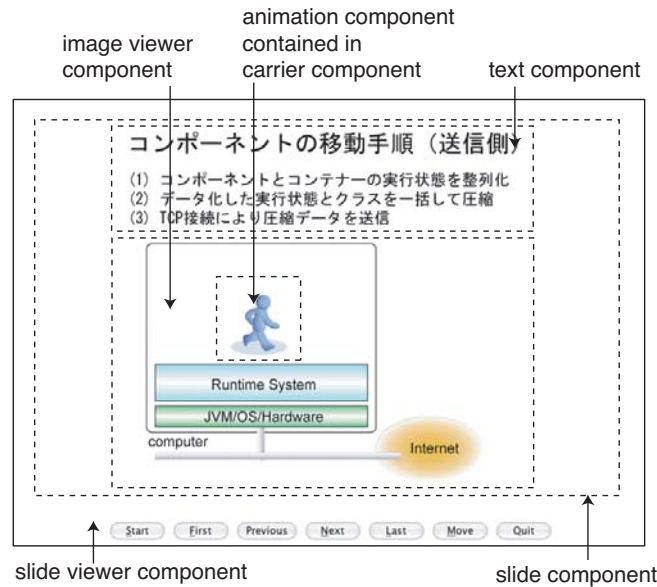 animation component
contained in
carrier component
image viewer
component
text component
コンポーネントの移動手順（送信側）
(1) コンポーネントとコンテナーの実行状態を整列化
(2) データ化した実行状態とクラスを一括して圧縮
(3) TCP接続により圧縮データを送信
Runtime System
JVM/OS/Hardware
computer
Internet
Start First Previous Next Last Move Quit
slide viewer component
slide component